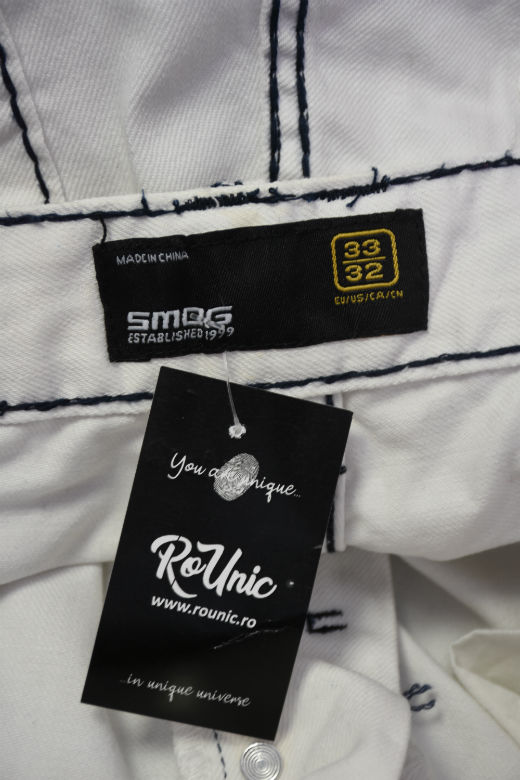 MADE IN CHINA
33
32
EU/US/CA/CN
SMOG
ESTABLISHED 1999
You are unique...
RoUnic
www.rounic.ro
...in unique universe